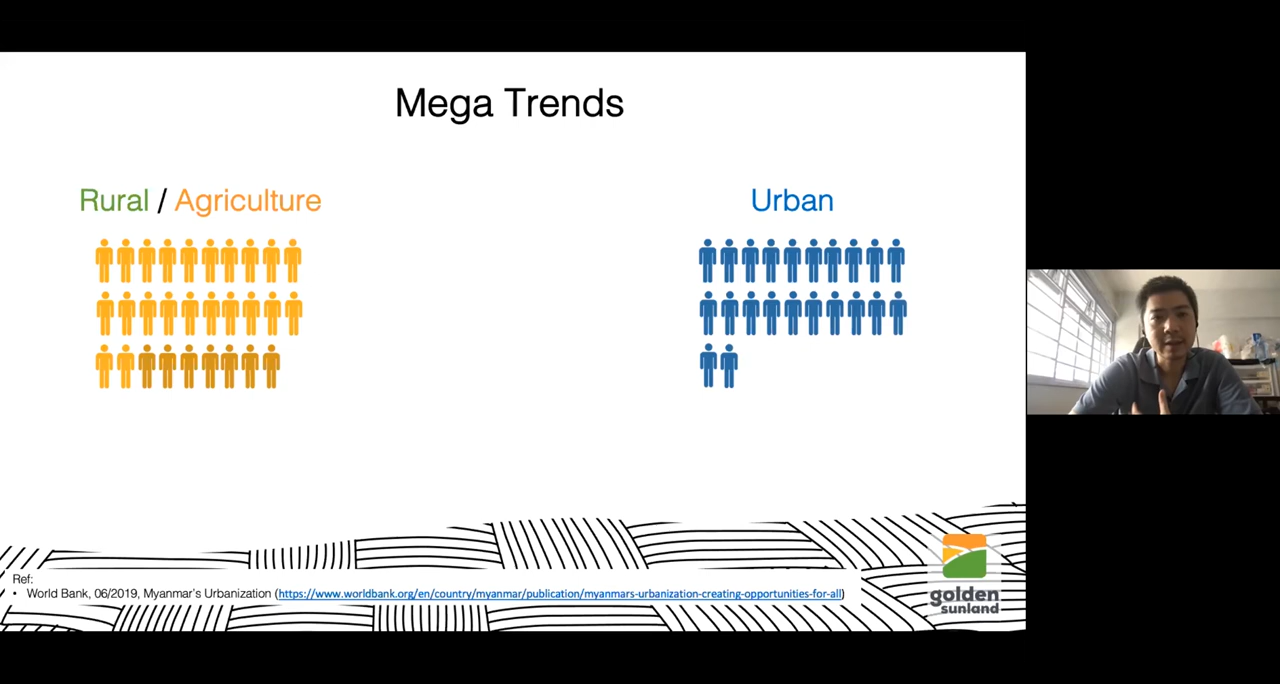 Mega Trends
Rural / Agriculture
Urban
Ref:
• World Bank, 06/2019, Myanmar's Urbanization (https://www.worldbank.org/en/country/myanmar/publication/myanmars-urbanization-creating-opportunities-for-all)
golden
sunland